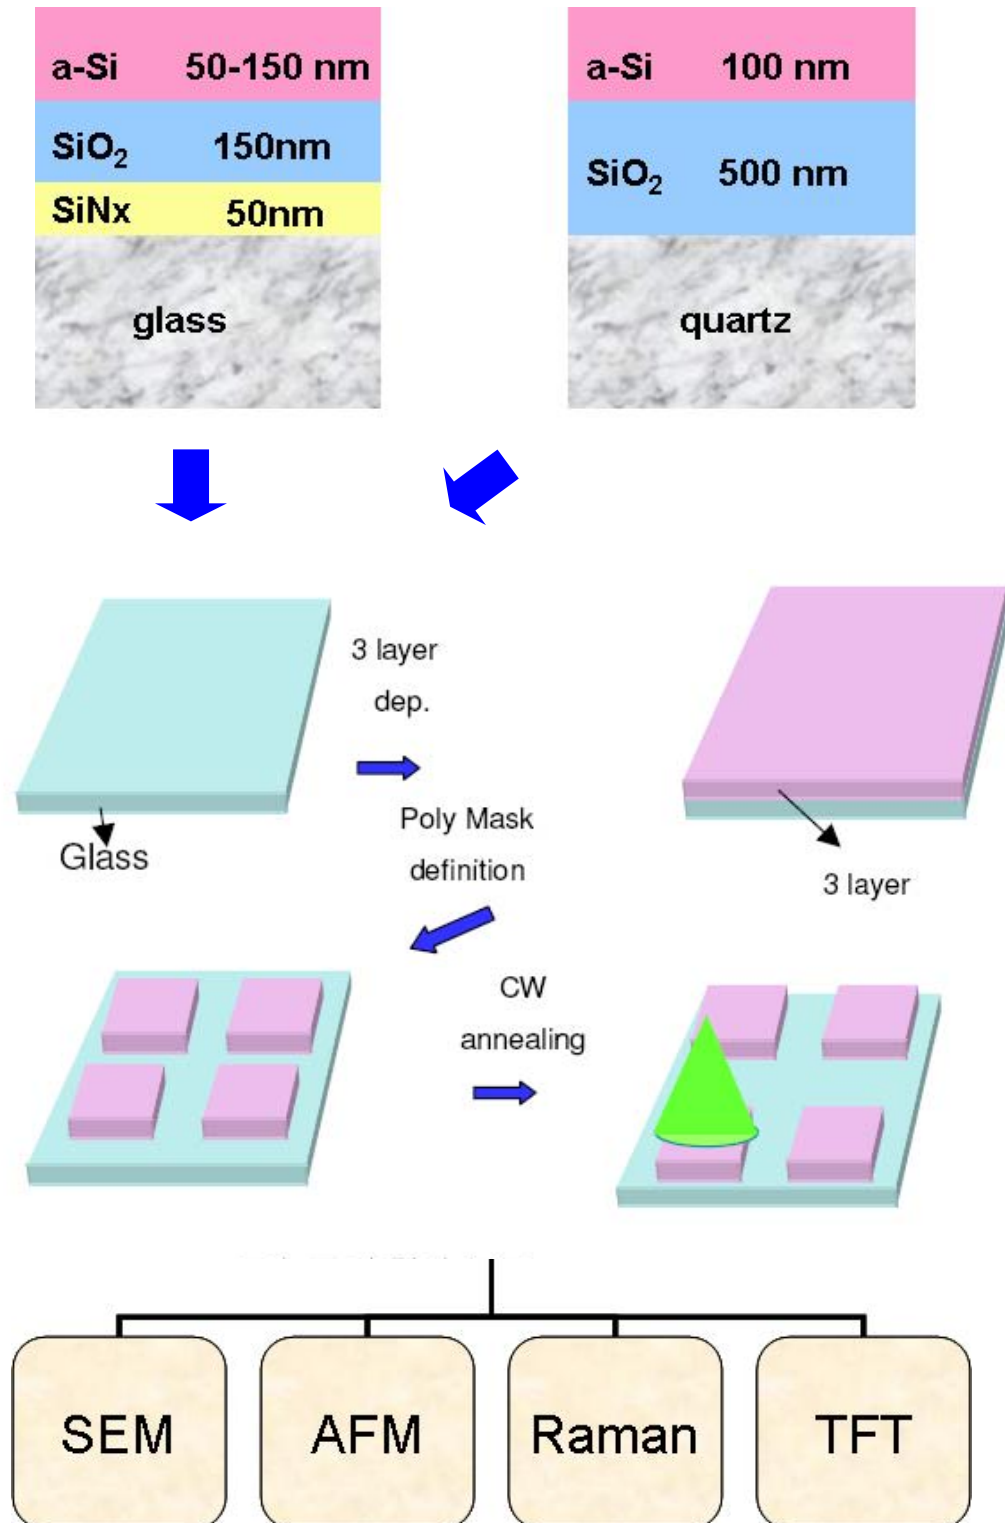 a-Si 50-150 nm
SiO₂ 150nm
SiNx 50nm
glass
a-Si 100 nm
SiO₂ 500 nm
quartz
3 layer
dep.
Glass
Poly Mask
definition
3 layer
CW
annealing
SEM
AFM
Raman
TFT